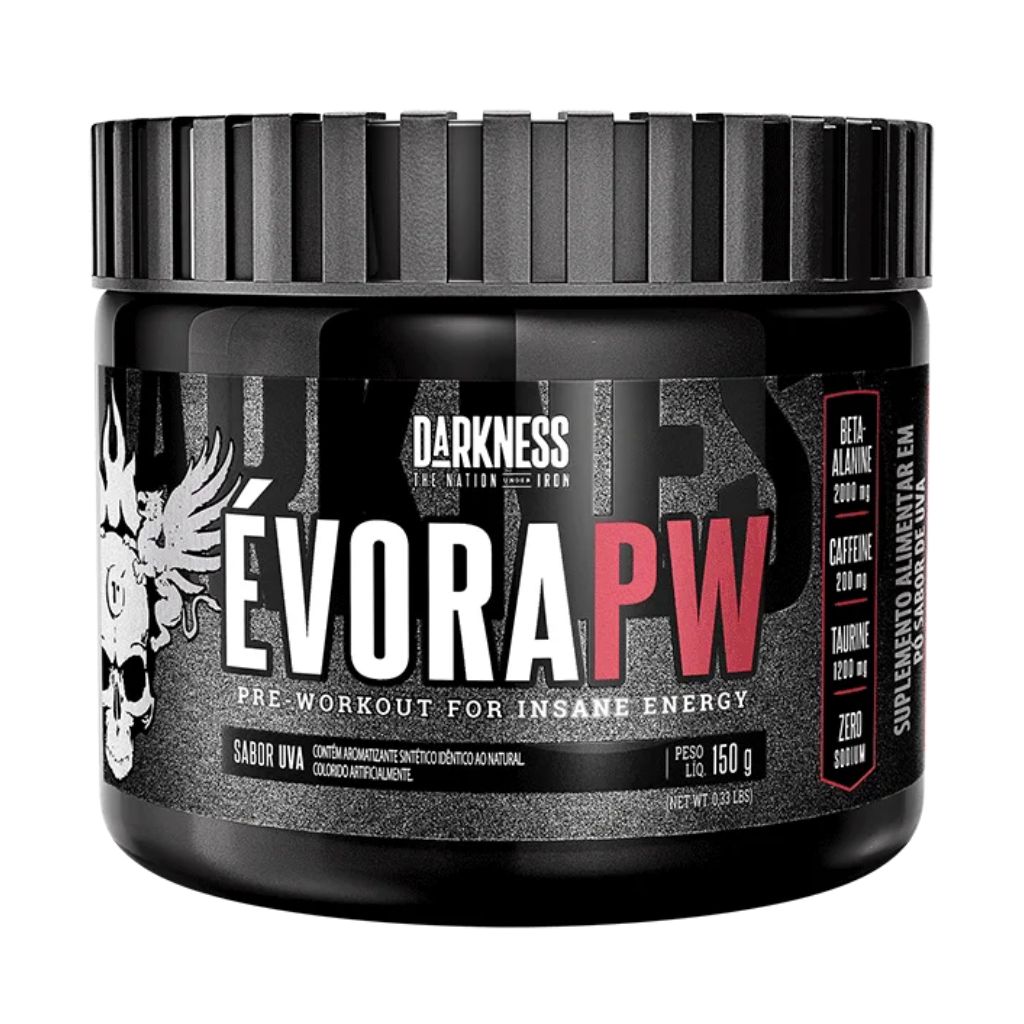 DARKNESS
THE NATION UNDER IRON
ÉVORAPW
PRE-WORKOUT FOR INSANE ENERGY
SABOR UVA
CONTÉM AROMATIZANTE SINTÉTICO IDÊNTICO AO NATURAL.
COLORIDO ARTIFICIALMENTE.
PESO
LÍQ. 150 g
(NET WT 0,33 LBS)
BETA-
ALANINE
2000 mg
CAFFEINE
200 mg
TAURINE
1200 mg
ZERO
SODIUM
SUPLEMENTO ALIMENTAR EM
PÓ SABOR DE UVA